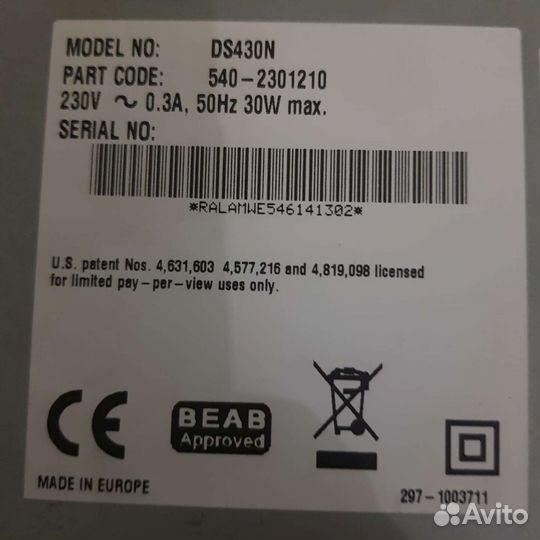 MODEL NO: DS430N
PART CODE: 540-2301210
230V ~ 0.3A, 50Hz 30W max.
SERIAL NO:
*RALAMWE546141302*
U.S. patent Nos. 4,631,603 4,577,216 and 4,819,098 licensed
for limited pay-per-view uses only.
CE
BEAB
Approved
MADE IN EUROPE
297-1003711
Avito